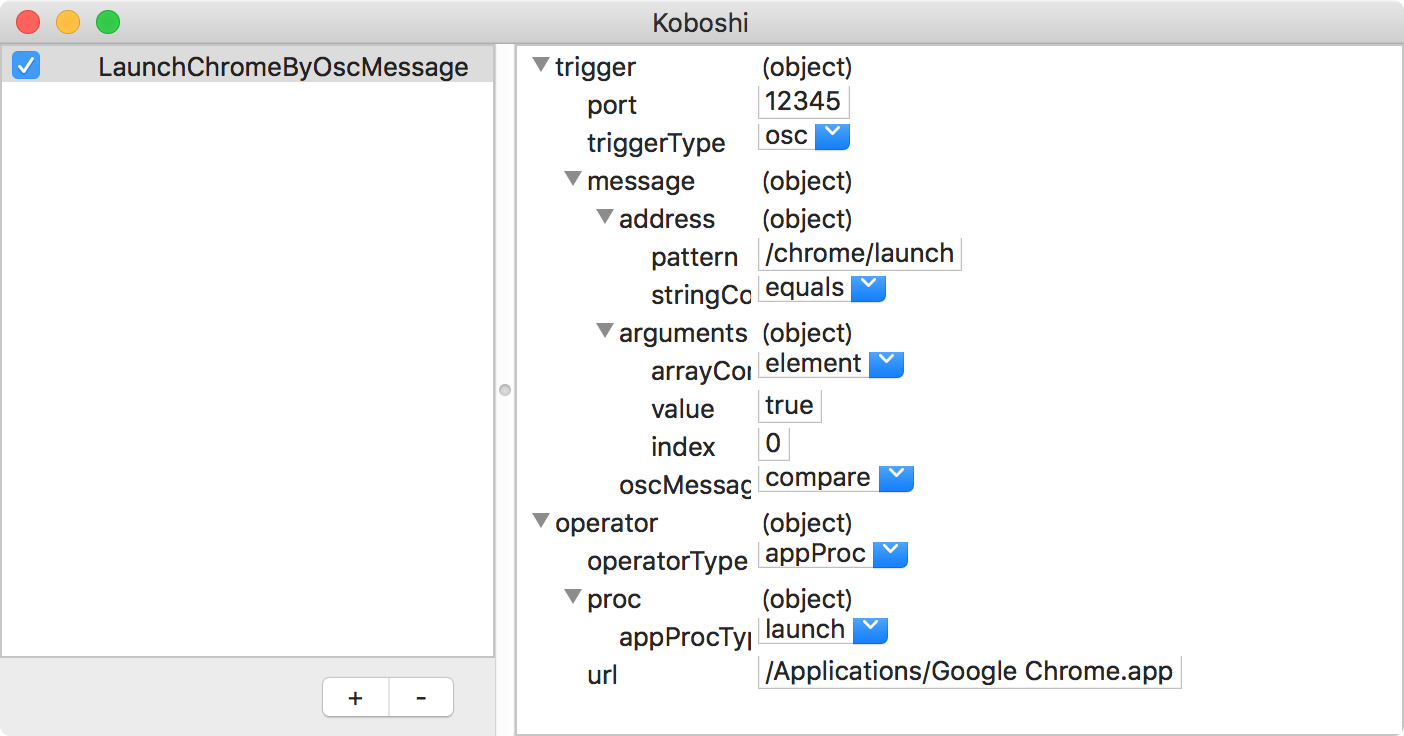 Koboshi
LaunchChromeByOscMessage
trigger (object)
port 12345
triggerType osc
message (object)
address (object)
pattern /chrome/launch
stringCo equals
arguments (object)
arrayCor element
value true
index 0
oscMessag compare
operator (object)
operatorType appProc
proc (object)
appProcTyp launch
url /Applications/Google Chrome.app
+ -